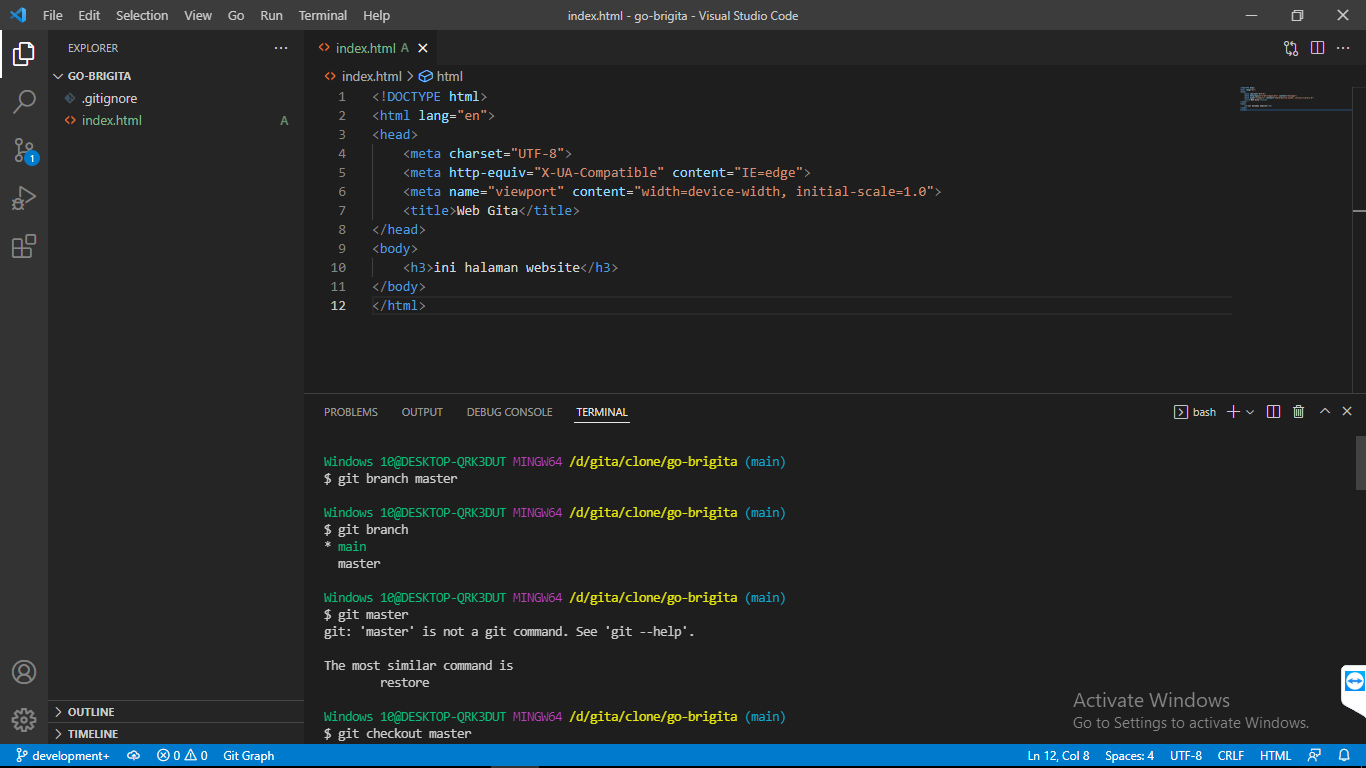 File Edit Selection View Go Run Terminal Help index.html - go-brigita - Visual Studio Code
EXPLORER
GO-BRIGITA
.gitignore
index.html A
OUTLINE
TIMELINE
index.html A
index.html > html
1 <!DOCTYPE html>
2 <html lang="en">
3 <head>
4 <meta charset="UTF-8">
5 <meta http-equiv="X-UA-Compatible" content="IE=edge">
6 <meta name="viewport" content="width=device-width, initial-scale=1.0">
7 <title>Web Gita</title>
8 </head>
9 <body>
10 <h3>ini halaman website</h3>
11 </body>
12 </html>
PROBLEMS OUTPUT DEBUG CONSOLE TERMINAL bash
Windows 10@DESKTOP-QRK3DUT MINGW64 /d/gita/clone/go-brigita (main)
$ git branch master
Windows 10@DESKTOP-QRK3DUT MINGW64 /d/gita/clone/go-brigita (main)
$ git branch
* main
master
Windows 10@DESKTOP-QRK3DUT MINGW64 /d/gita/clone/go-brigita (main)
$ git master
git: 'master' is not a git command. See 'git --help'.
The most similar command is
restore
Windows 10@DESKTOP-QRK3DUT MINGW64 /d/gita/clone/go-brigita (main)
$ git checkout master
Activate Windows
Go to Settings to activate Windows.
1
development+ 0 0 Git Graph Ln 12, Col 8 Spaces: 4 UTF-8 CRLF HTML